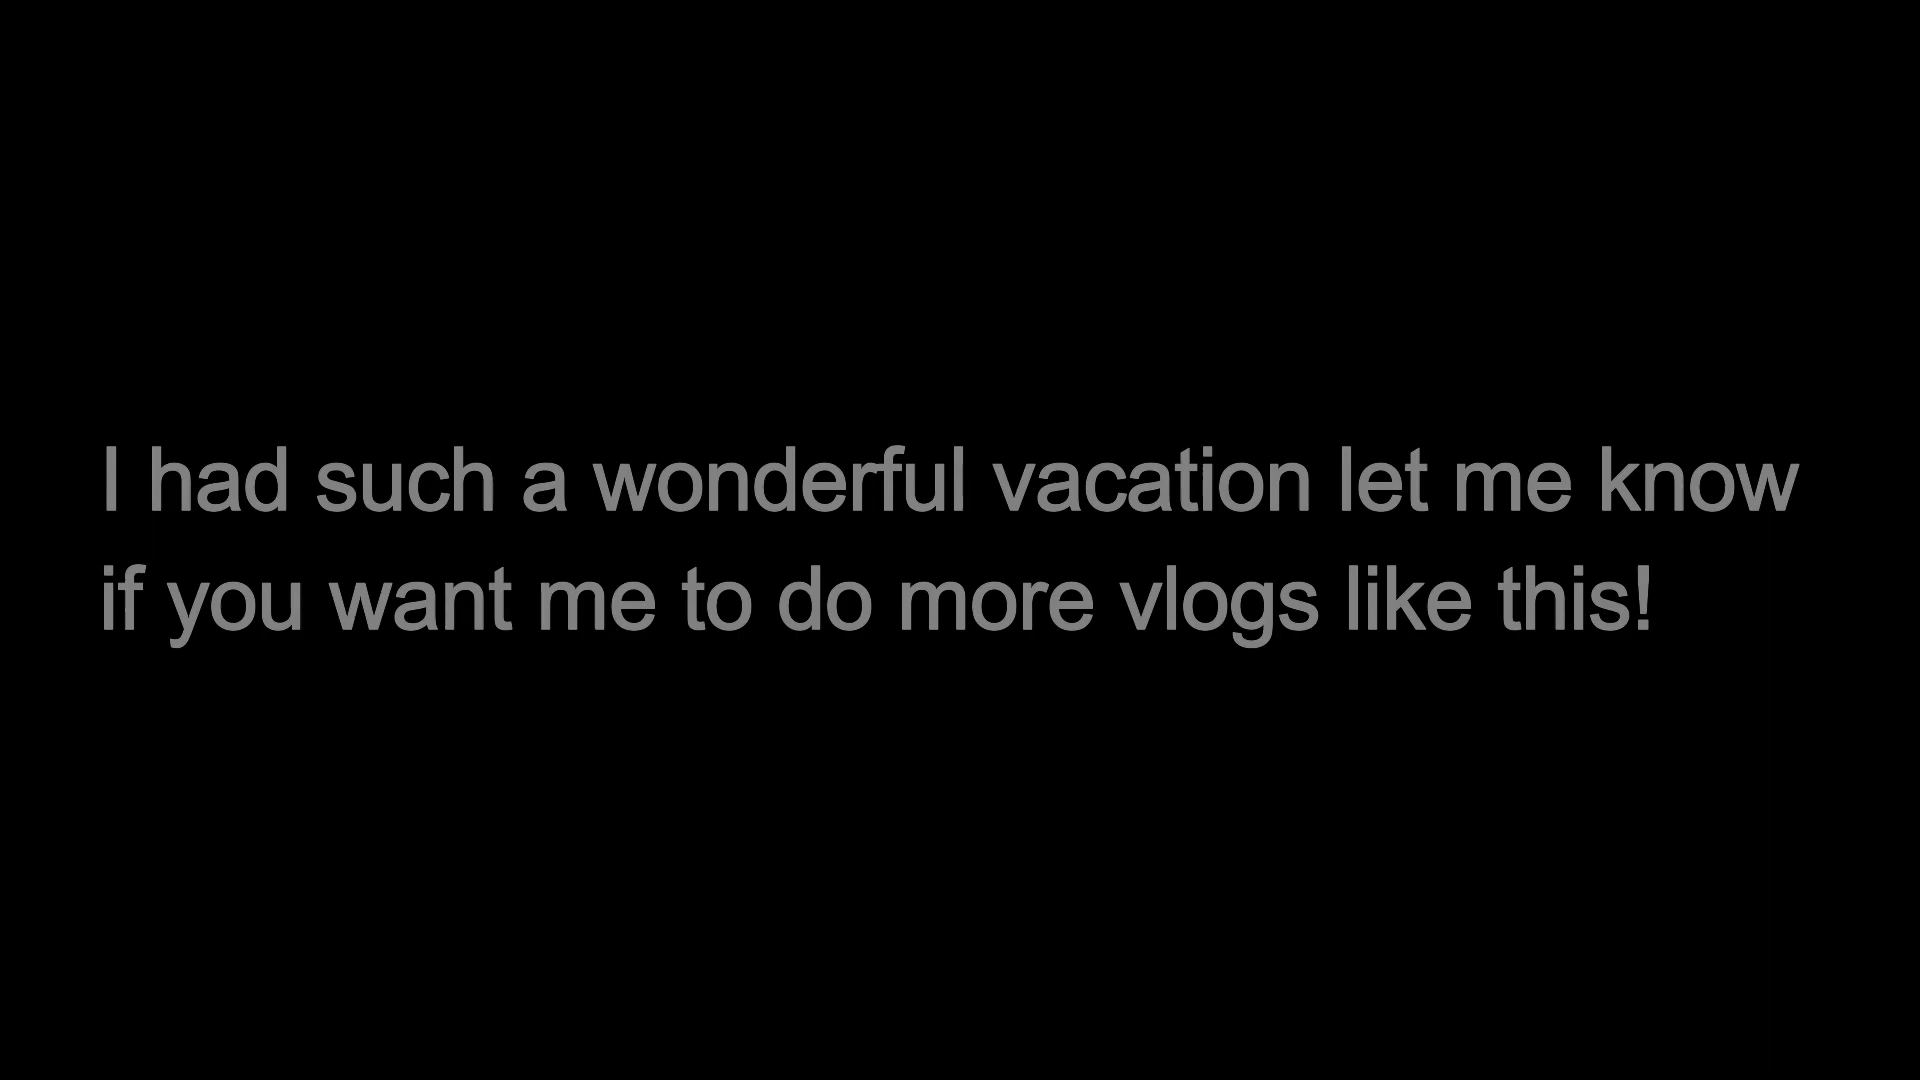 I had such a wonderful vacation let me know
if you want me to do more vlogs like this!